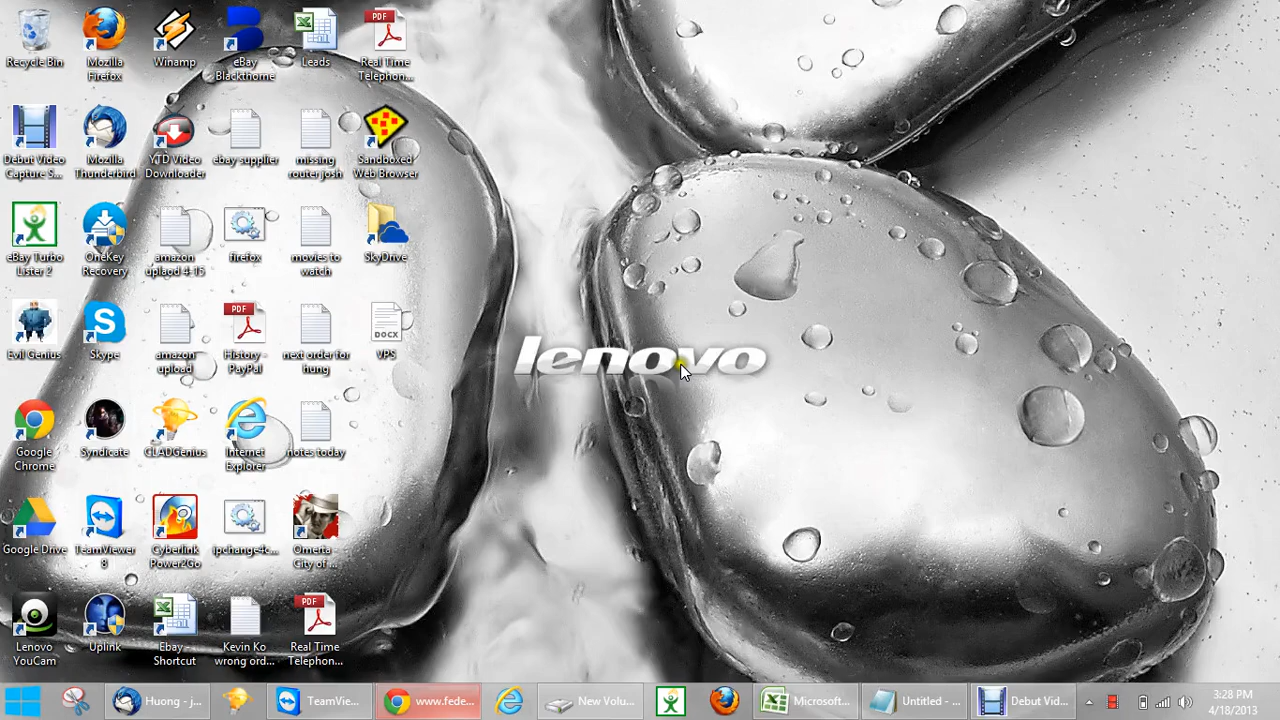 Recycle Bin
Mozilla
Firefox
Winamp
eBay
Blackthorne
Leads
PDF
Real Time
Telephon...
Debut Video
Capture S...
Mozilla
Thunderbird
YTD Video
Downloader
ebay supplier
missing
router josh
Sandboxed
Web Browser
eBay Turbo
Lister 2
OneKey
Recovery
amazon
uplaod 4-15
firefox
movies to
watch
SkyDrive
Evil Genius
Skype
amazon
upload
PDF
History -
PayPal
next order for
hung
DOCX
VPS
lenovo
Google
Chrome
Syndicate
CLADGenius
Internet
Explorer
notes today
Google Drive
TeamViewer
8
Cyberlink
Power2Go
ipchange4c...
Omerta -
City of...
Lenovo
YouCam
Uplink
Ebay -
Shortcut
Kevin Ko
wrong ord...
PDF
Real Time
Telephon...
Huong - j...
TeamVie...
www.fede...
New Volu...
Microsoft...
Untitled - ...
Debut Vid...
3:28 PM
4/18/2013